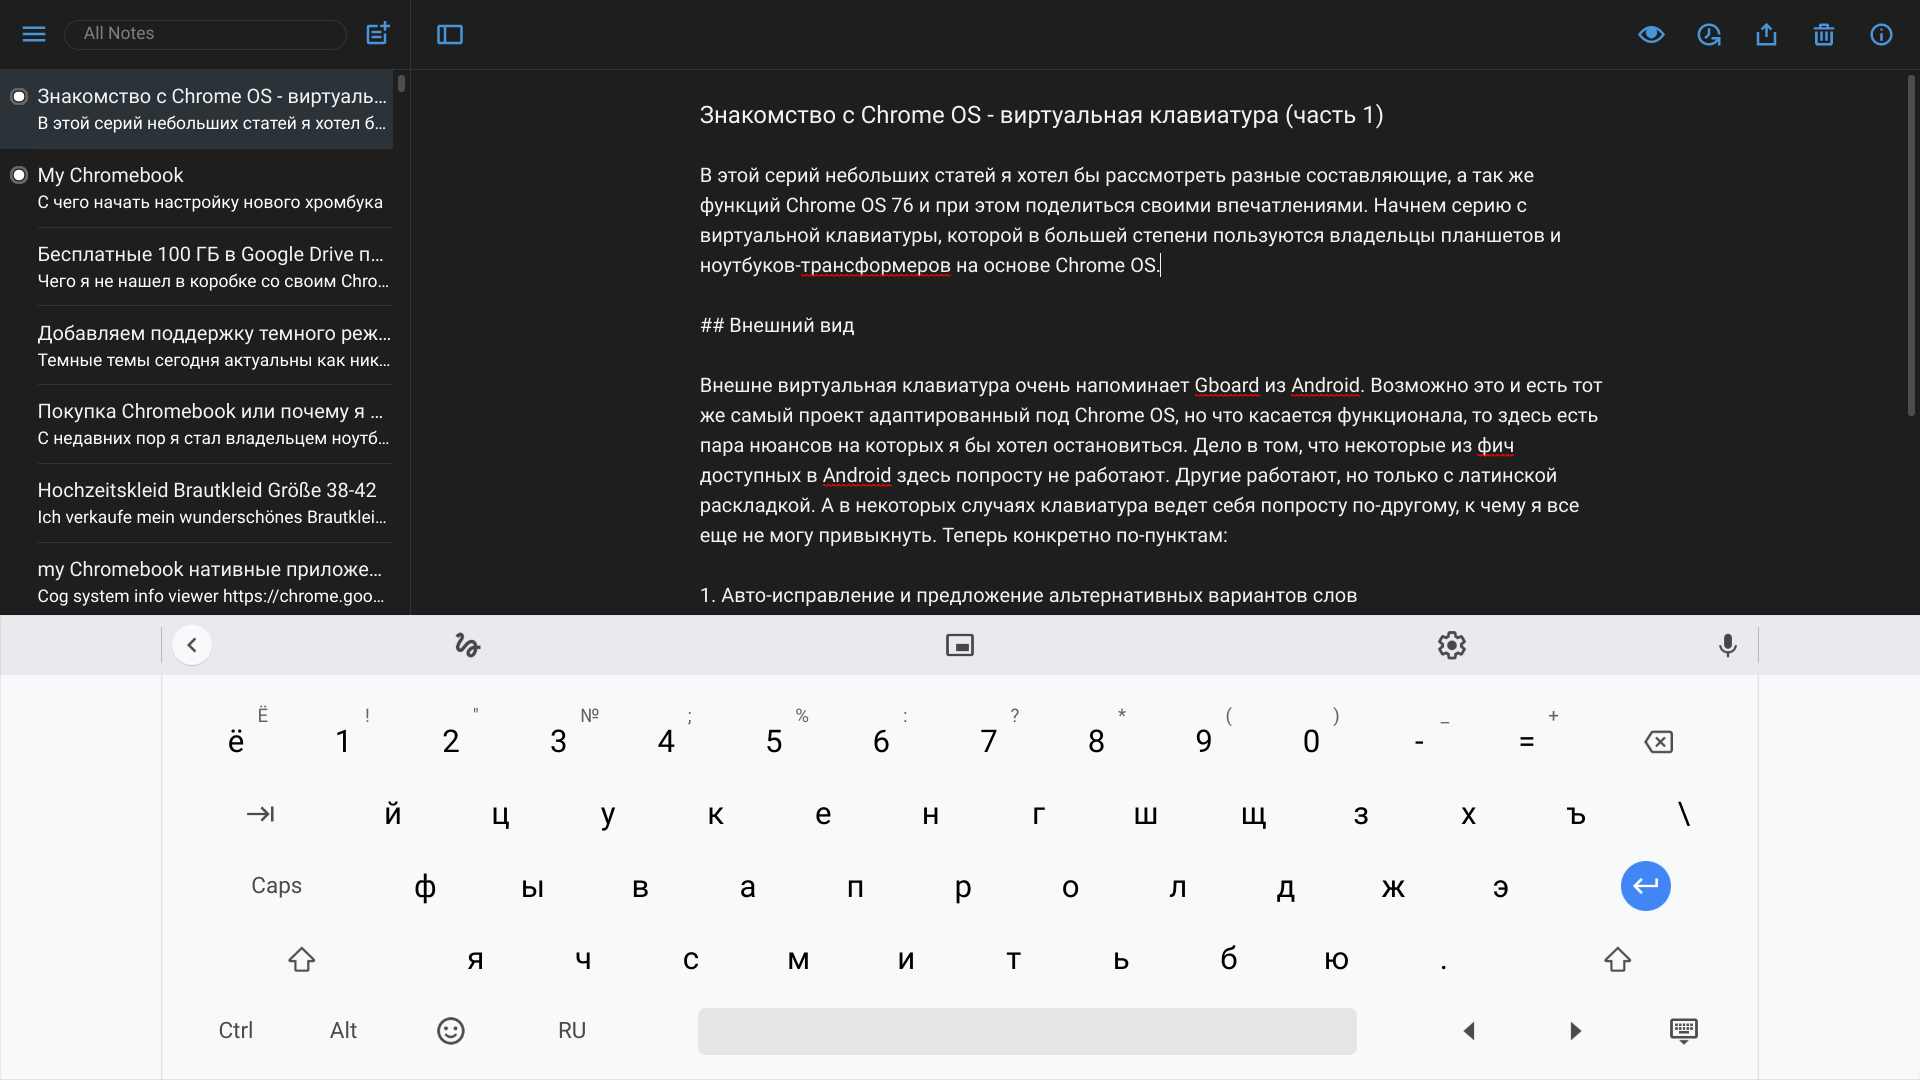 All Notes
Знакомство с Chrome OS - виртуаль...
В этой серий небольших статей я хотел б...
My Chromebook
С чего начать настройку нового хромбука
Бесплатные 100 ГБ в Google Drive п...
Чего я не нашел в коробке со своим Chro...
Добавляем поддержку темного реж...
Темные темы сегодня актуальны как ник...
Покупка Chromebook или почему я ...
С недавних пор я стал владельцем ноутб...
Hochzeitskleid Brautkleid Größe 38-42
Ich verkaufe mein wunderschönes Brautklei...
my Chromebook нативные приложе...
Cog system info viewer https://chrome.goo...
Знакомство с Chrome OS - виртуальная клавиатура (часть 1)
В этой серий небольших статей я хотел бы рассмотреть разные составляющие, а так же
функций Chrome OS 76 и при этом поделиться своими впечатлениями. Начнем серию с
виртуальной клавиатуры, которой в большей степени пользуются владельцы планшетов и
ноутбуков-трансформеров на основе Chrome OS.
## Внешний вид
Внешне виртуальная клавиатура очень напоминает Gboard из Android. Возможно это и есть тот
же самый проект адаптированный под Chrome OS, но что касается функционала, то здесь есть
пара нюансов на которых я бы хотел остановиться. Дело в том, что некоторые из фич
доступных в Android здесь попросту не работают. Другие работают, но только с латинской
раскладкой. А в некоторых случаях клавиатура ведет себя попросту по-другому, к чему я все
еще не могу привыкнуть. Теперь конкретно по-пунктам:
1. Авто-исправление и предложение альтернативных вариантов слов
Ё ! " № ; % : ? * ( ) _ +
ё 1 2 3 4 5 6 7 8 9 0 - =
й ц у к е н г ш щ з х ъ \
Caps ф ы в а п р о л д ж э
я ч с м и т ь б ю .
Ctrl Alt RU